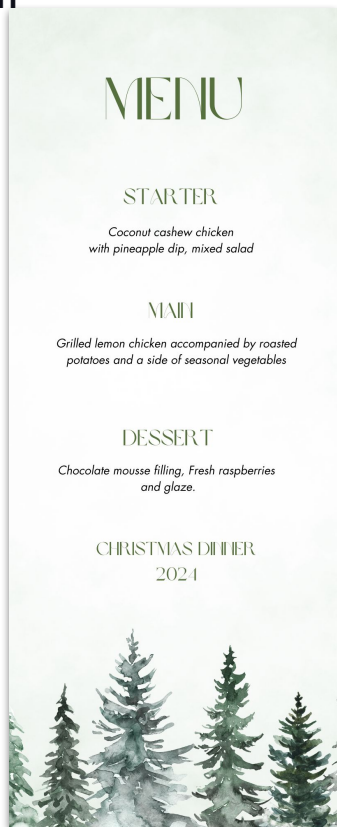 MENU
STARTER
Coconut cashew chicken
with pineapple dip, mixed salad
MAIN
Grilled lemon chicken accompanied by roasted
potatoes and a side of seasonal vegetables
DESSERT
Chocolate mousse filling, Fresh raspberries
and glaze.
CHRISTMAS DINNER
2024